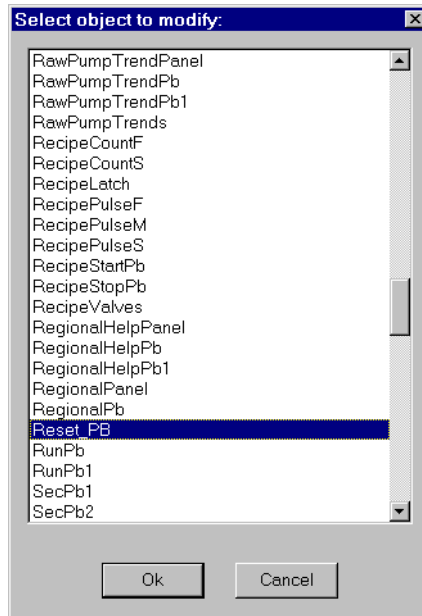 Select object to modify:
RawPumpTrendPanel
RawPumpTrendPb
RawPumpTrendPb1
RawPumpTrends
RecipeCountF
RecipeCountS
RecipeLatch
RecipePulseF
RecipePulseM
RecipePulseS
RecipeStartPb
RecipeStopPb
RecipeValves
RegionalHelpPanel
RegionalHelpPb
RegionalHelpPb1
RegionalPanel
RegionalPb
Reset_PB
RunPb
RunPb1
SecPb1
SecPb2
Ok
Cancel